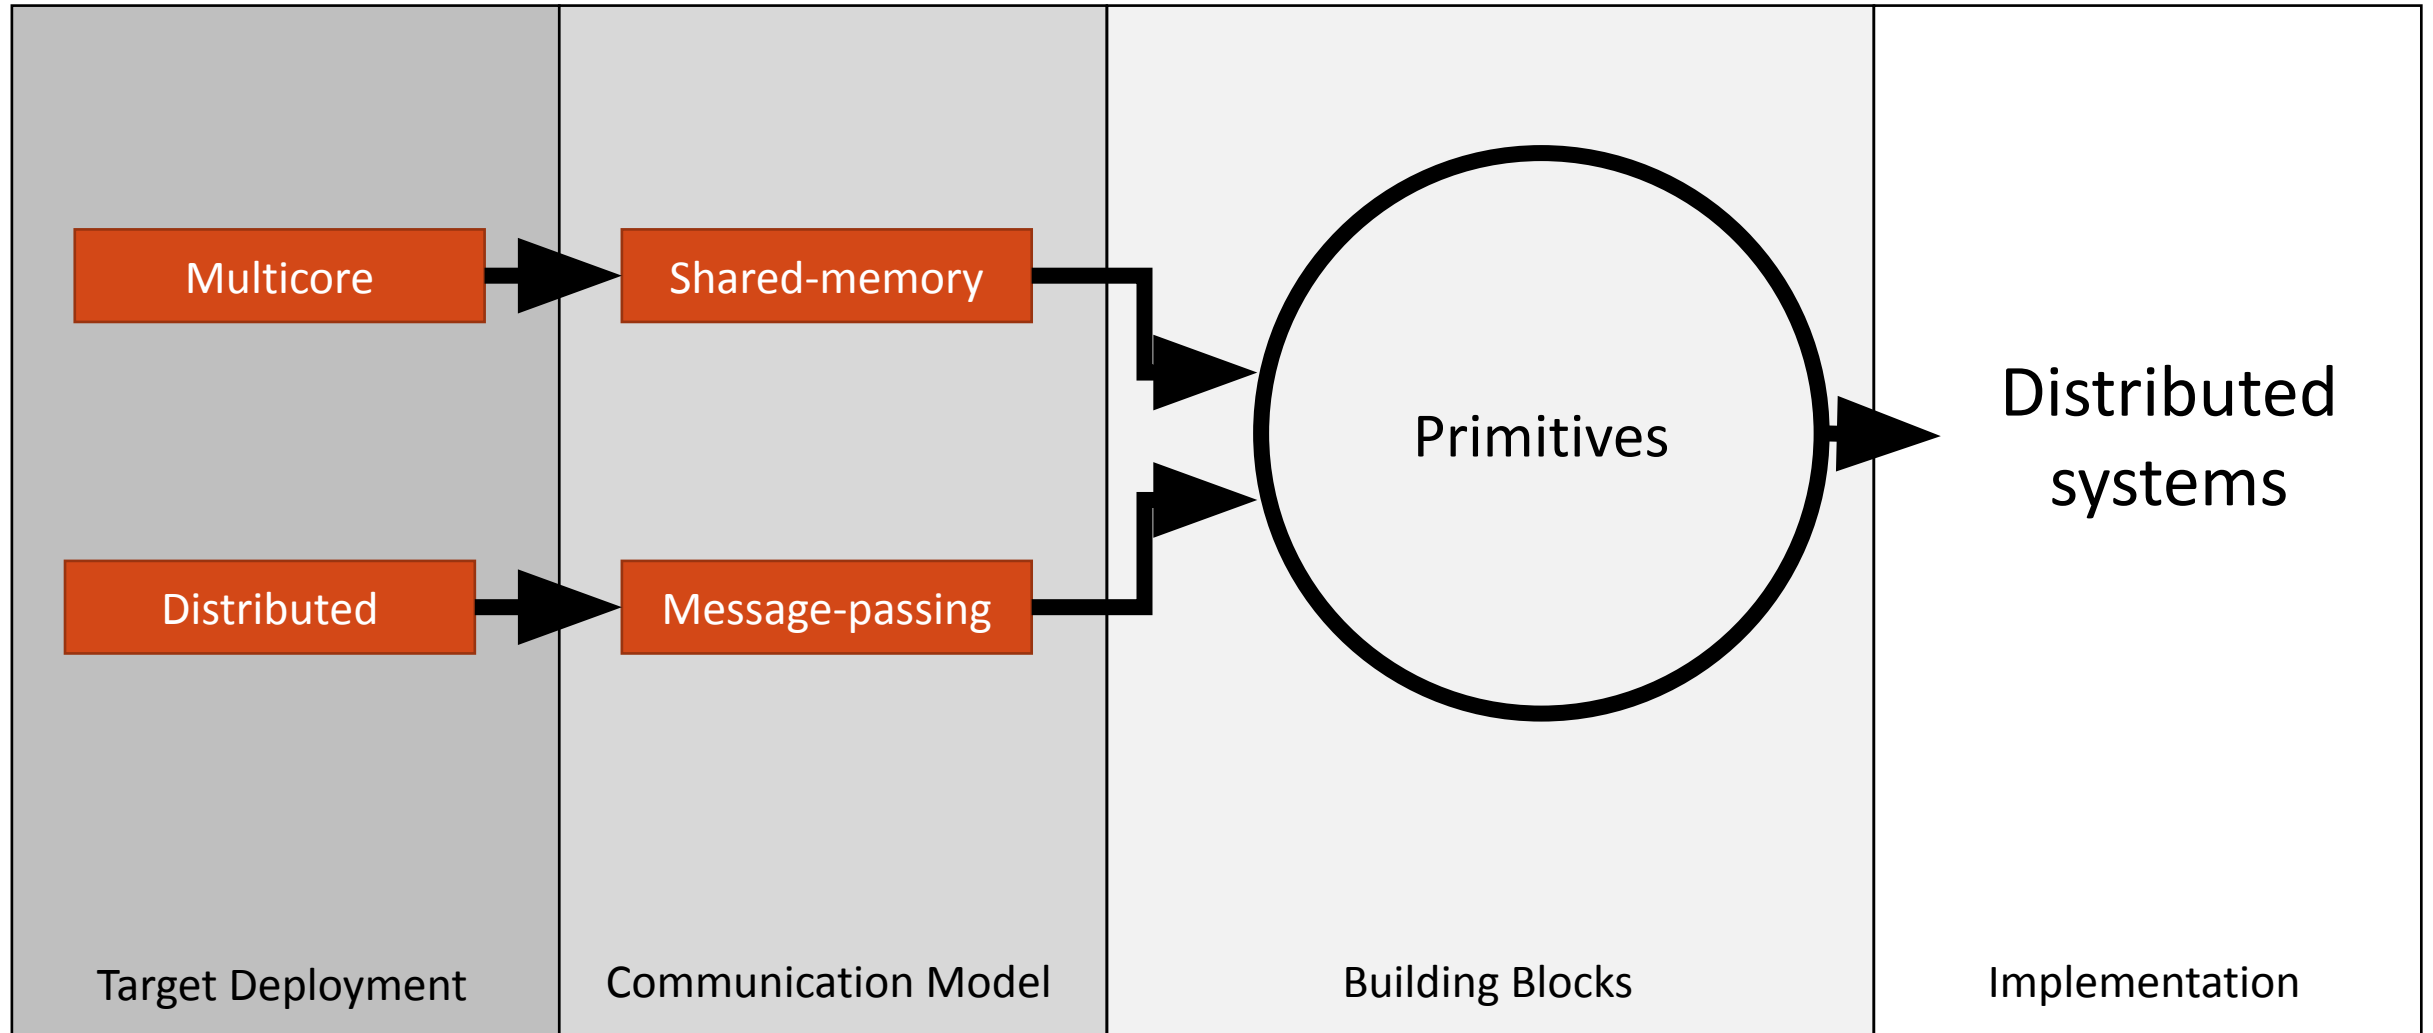 Multicore
Shared-memory
Primitives
Distributed
systems
Distributed
Message-passing
Target Deployment
Communication Model
Building Blocks
Implementation